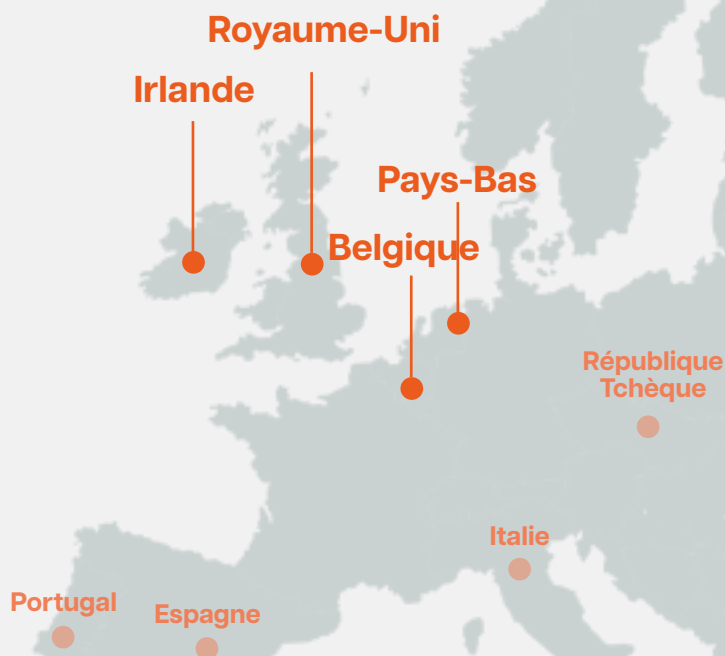 Royaume-Uni
Irlande
Pays-Bas
Belgique
République
Tchèque
Italie
Portugal
Espagne